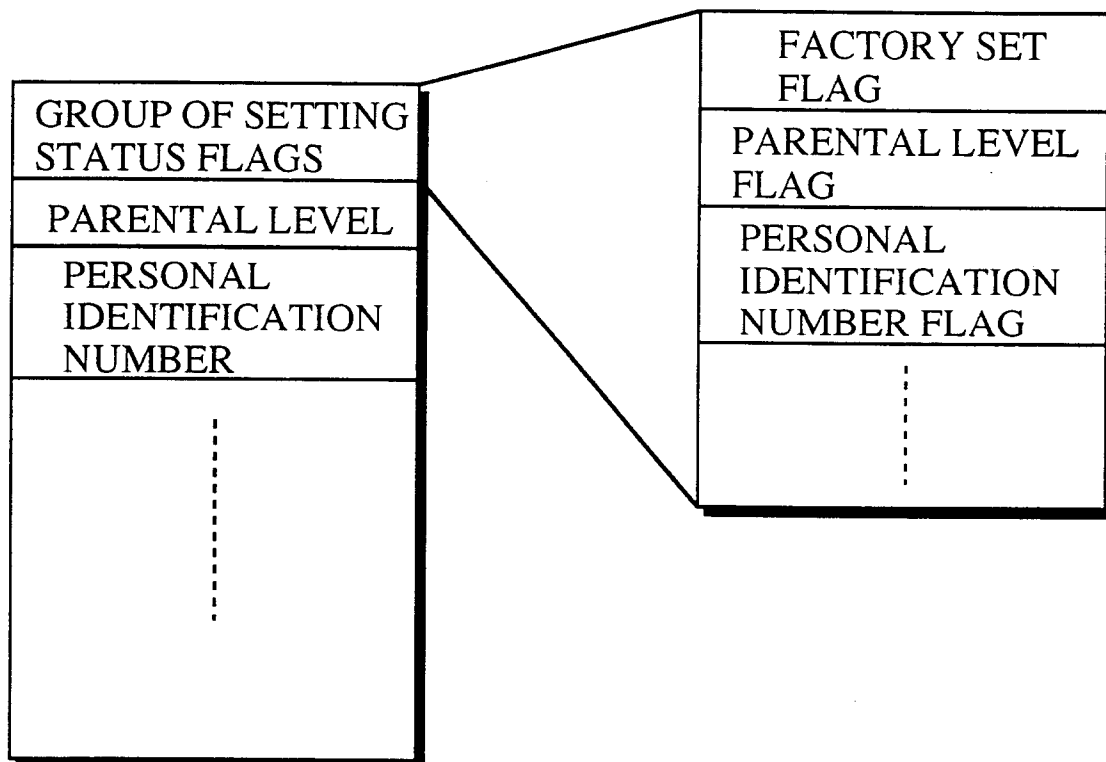 GROUP OF SETTING
STATUS FLAGS
PARENTAL LEVEL
PERSONAL
IDENTIFICATION
NUMBER
FACTORY SET
FLAG
PARENTAL LEVEL
FLAG
PERSONAL
IDENTIFICATION
NUMBER FLAG